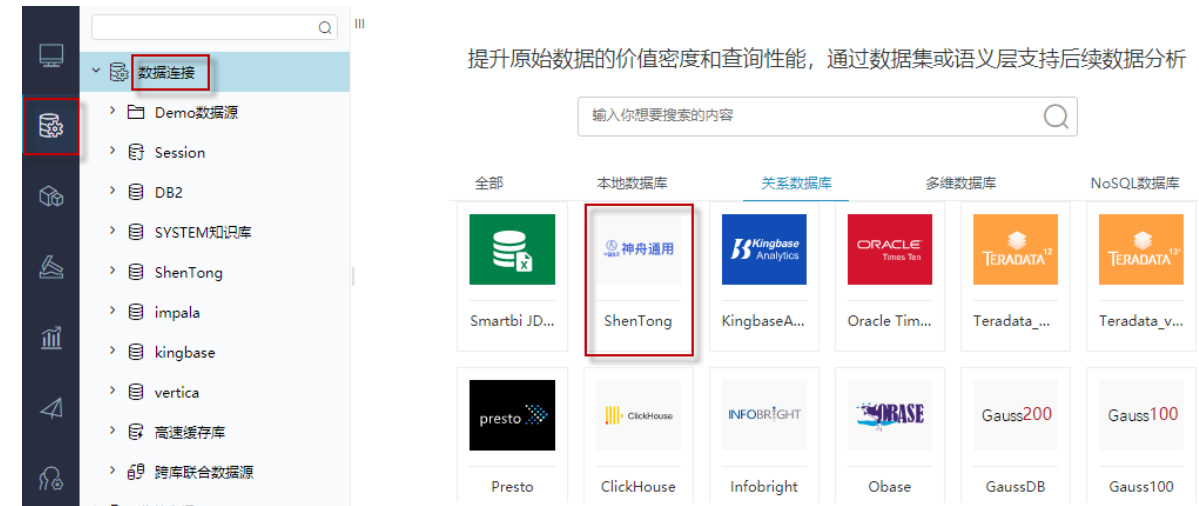 数据连接
Demo数据源
Session
DB2
SYSTEM知识库
ShenTong
impala
kingbase
vertica
高速缓存库
跨库联合数据源
提升原始数据的价值密度和查询性能，通过数据集或语义层支持后续数据分析
输入你想要搜索的内容
全部 本地数据库 关系数据库 多维数据库 NoSQL数据库
神舟通用
Kingbase
Analytics
ORACLE
Times Ten
TERADATA 12
TERADATA 13+
Smartbi JD... ShenTong KingbaseA... Oracle Tim... Teradata_... Teradata_v...
presto
ClickHouse
INFOBRIGHT
OBASE
Gauss200
Gauss100
Presto ClickHouse Infobright Obase GaussDB Gauss100